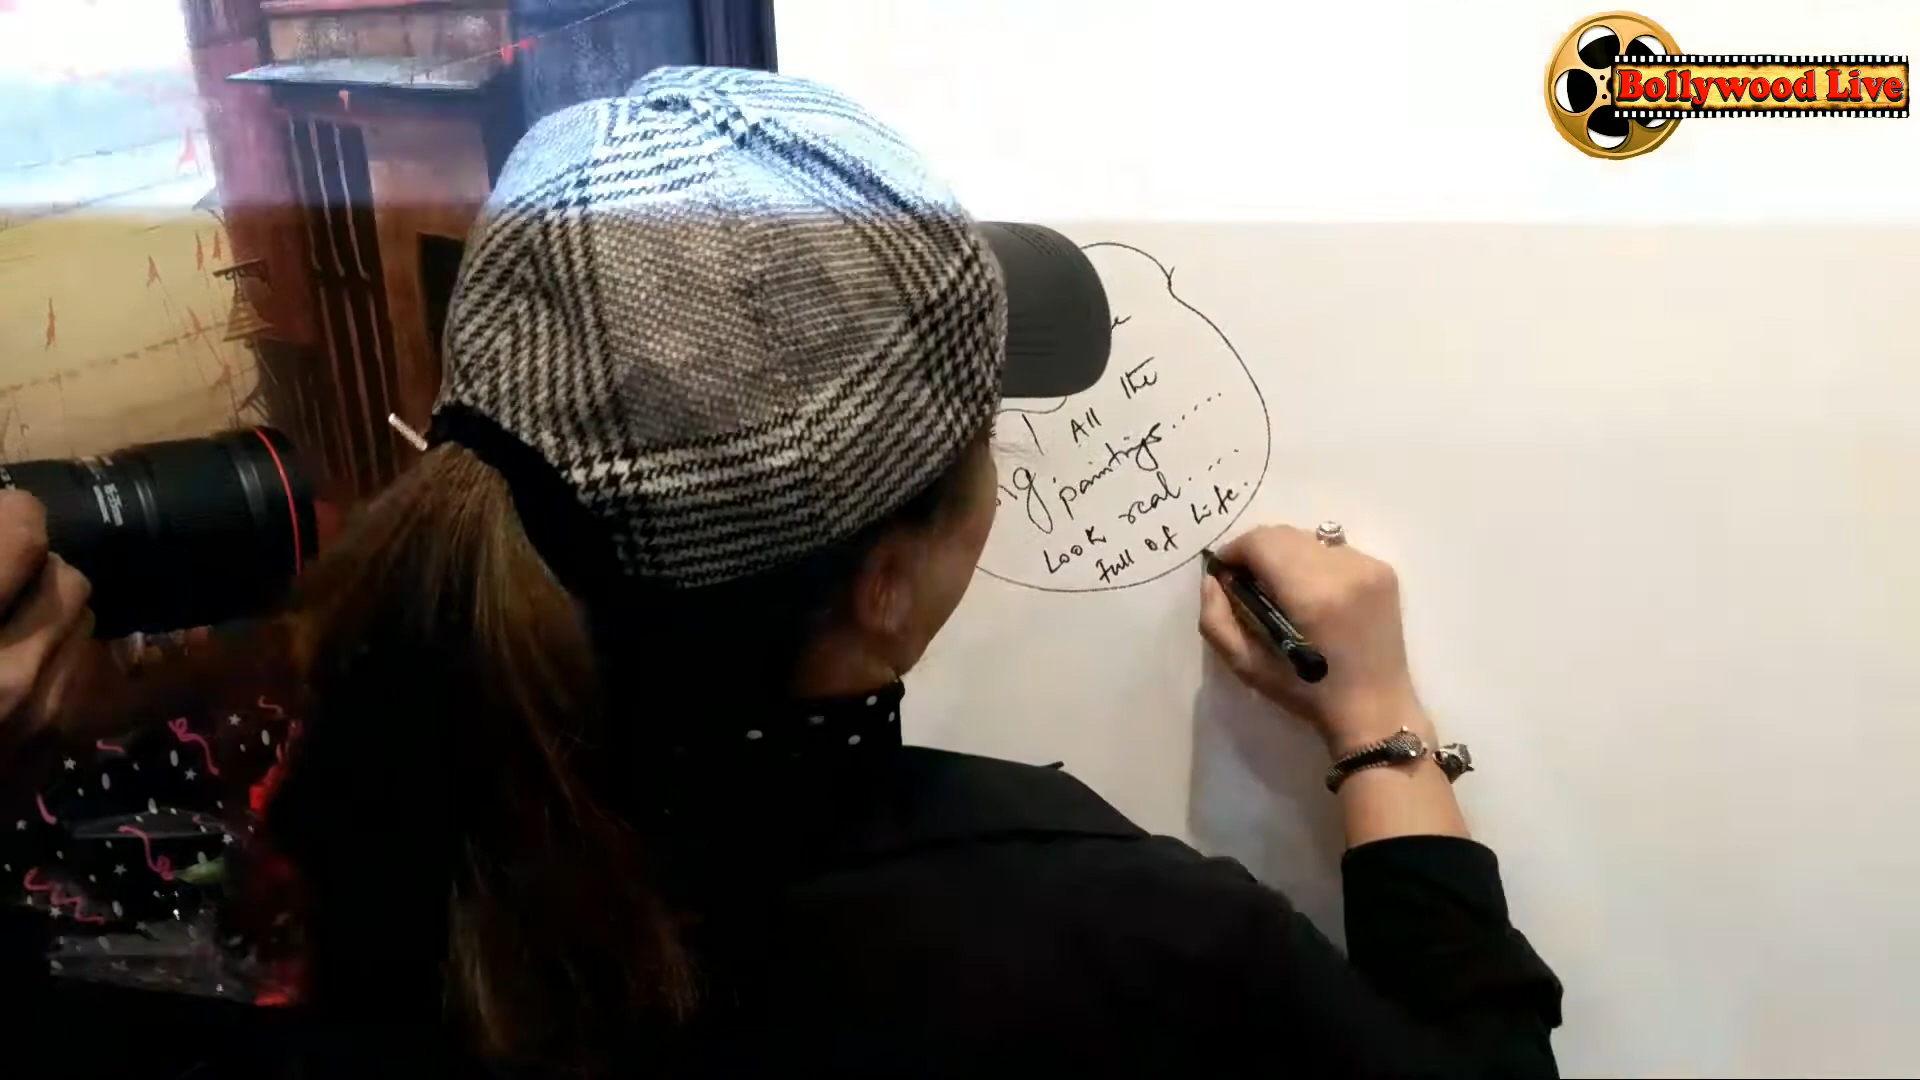 Bollywood Live
All the
paintings.....
Look real. ...
Full of Life.